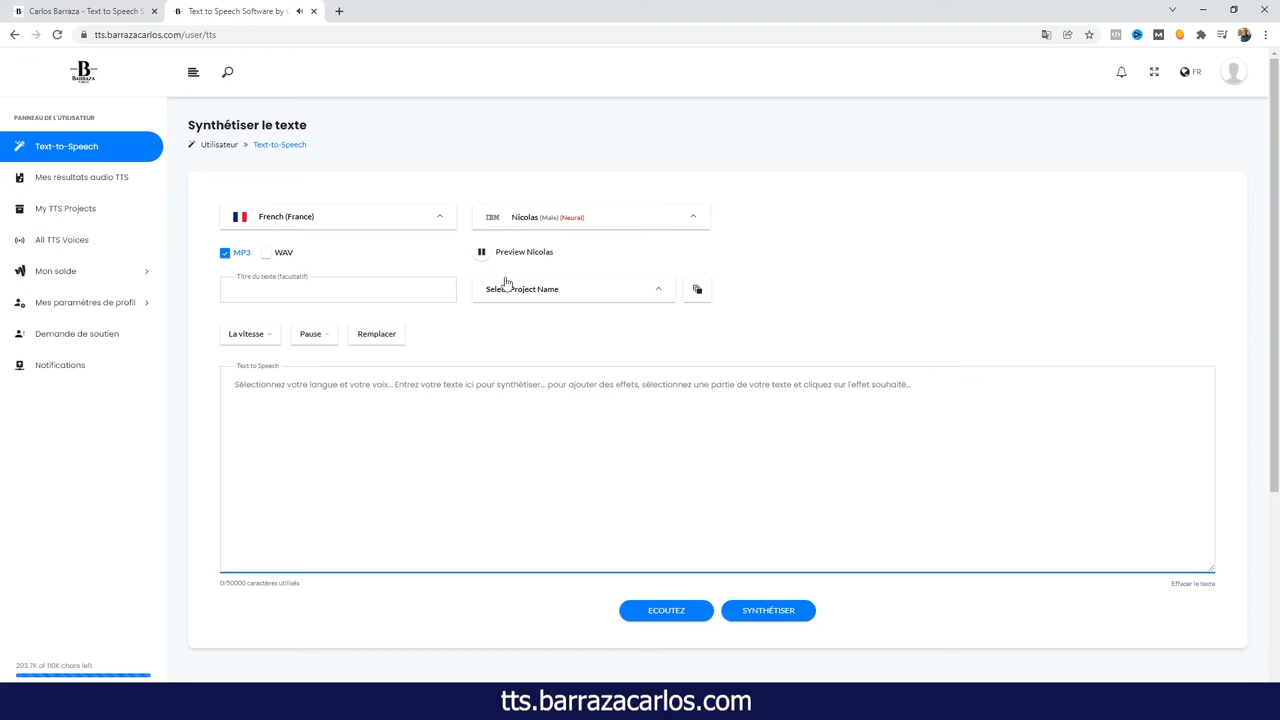 Carlos Barraza - Text to Speech S
Text to Speech Software by C
tts.barrazacarlos.com/user/tts
B
BARRAZA
CARLOS
FR
PANNEAU DE L'UTILISATEUR
Text-to-Speech
Mes résultats audio TTS
My TTS Projects
All TTS Voices
Mon solde
Mes paramètres de profil
Demande de soutien
Notifications
203.7K of 110K chars left
Synthétiser le texte
Utilisateur » Text-to-Speech
French (France)
IBM Nicolas (Male) (Neural)
MP3 WAV
Preview Nicolas
Titre du texte (facultatif)
Select Project Name
La vitesse
Pause
Remplacer
Text to Speech
Sélectionnez votre langue et votre voix... Entrez votre texte ici pour synthétiser... pour ajouter des effets, sélectionnez une partie de votre texte et cliquez sur l'effet souhaité...
0/50000 caractères utilisés
Effacer le texte
ECOUTEZ
SYNTHÉTISER
tts.barrazacarlos.com